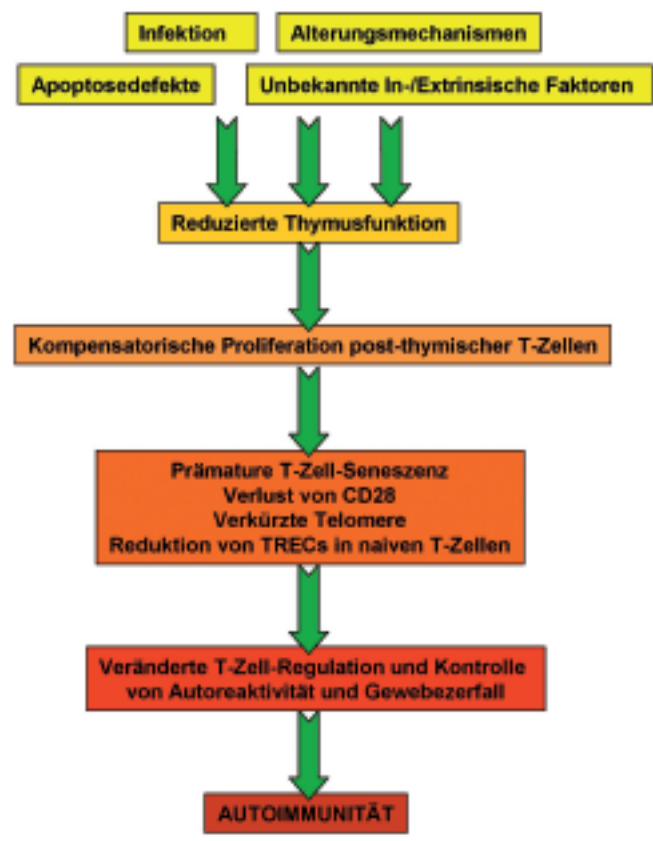 Infektion
Alterungsmechanismen
Apoptosedefekte
Unbekannte In-/Extrinsische Faktoren
Reduzierte Thymusfunktion
Kompensatorische Proliferation post-thymischer T-Zellen
Prämature T-Zell-Seneszenz
Verlust von CD28
Verkürzte Telomere
Reduktion von TRECs in naiven T-Zellen
Veränderte T-Zell-Regulation und Kontrolle
von Autoreaktivität und Gewebezerfall
AUTOIMMUNITÄT